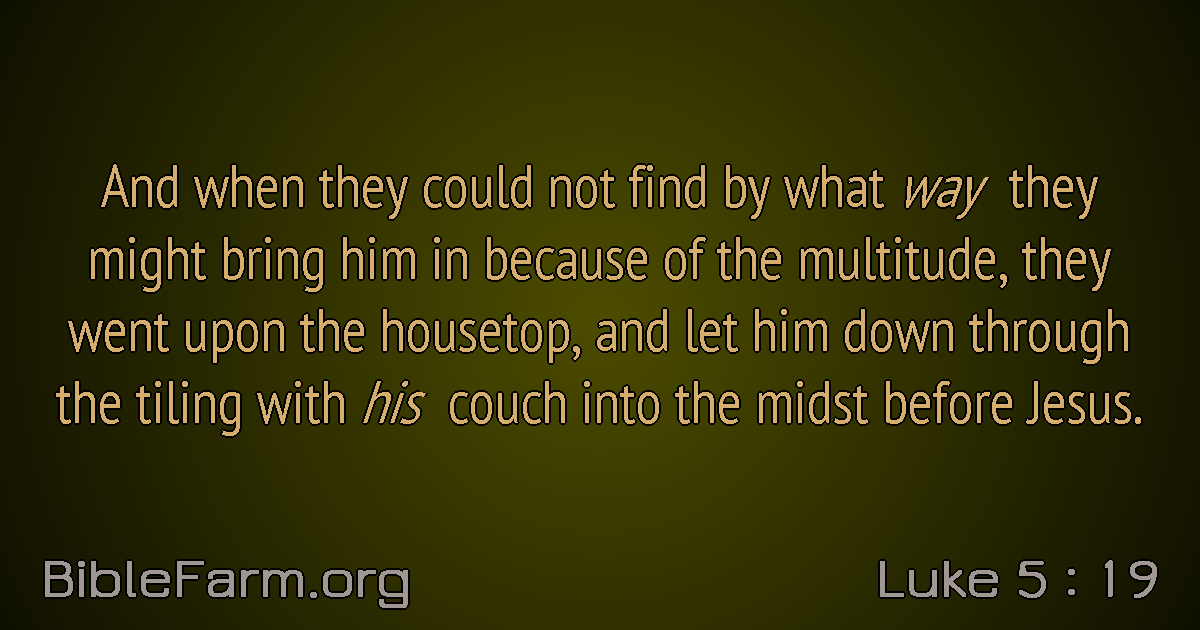 And when they could not find by what way they
might bring him in because of the multitude, they
went upon the housetop, and let him down through
the tiling with his couch into the midst before Jesus.
BibleFarm.org
Luke 5 : 19